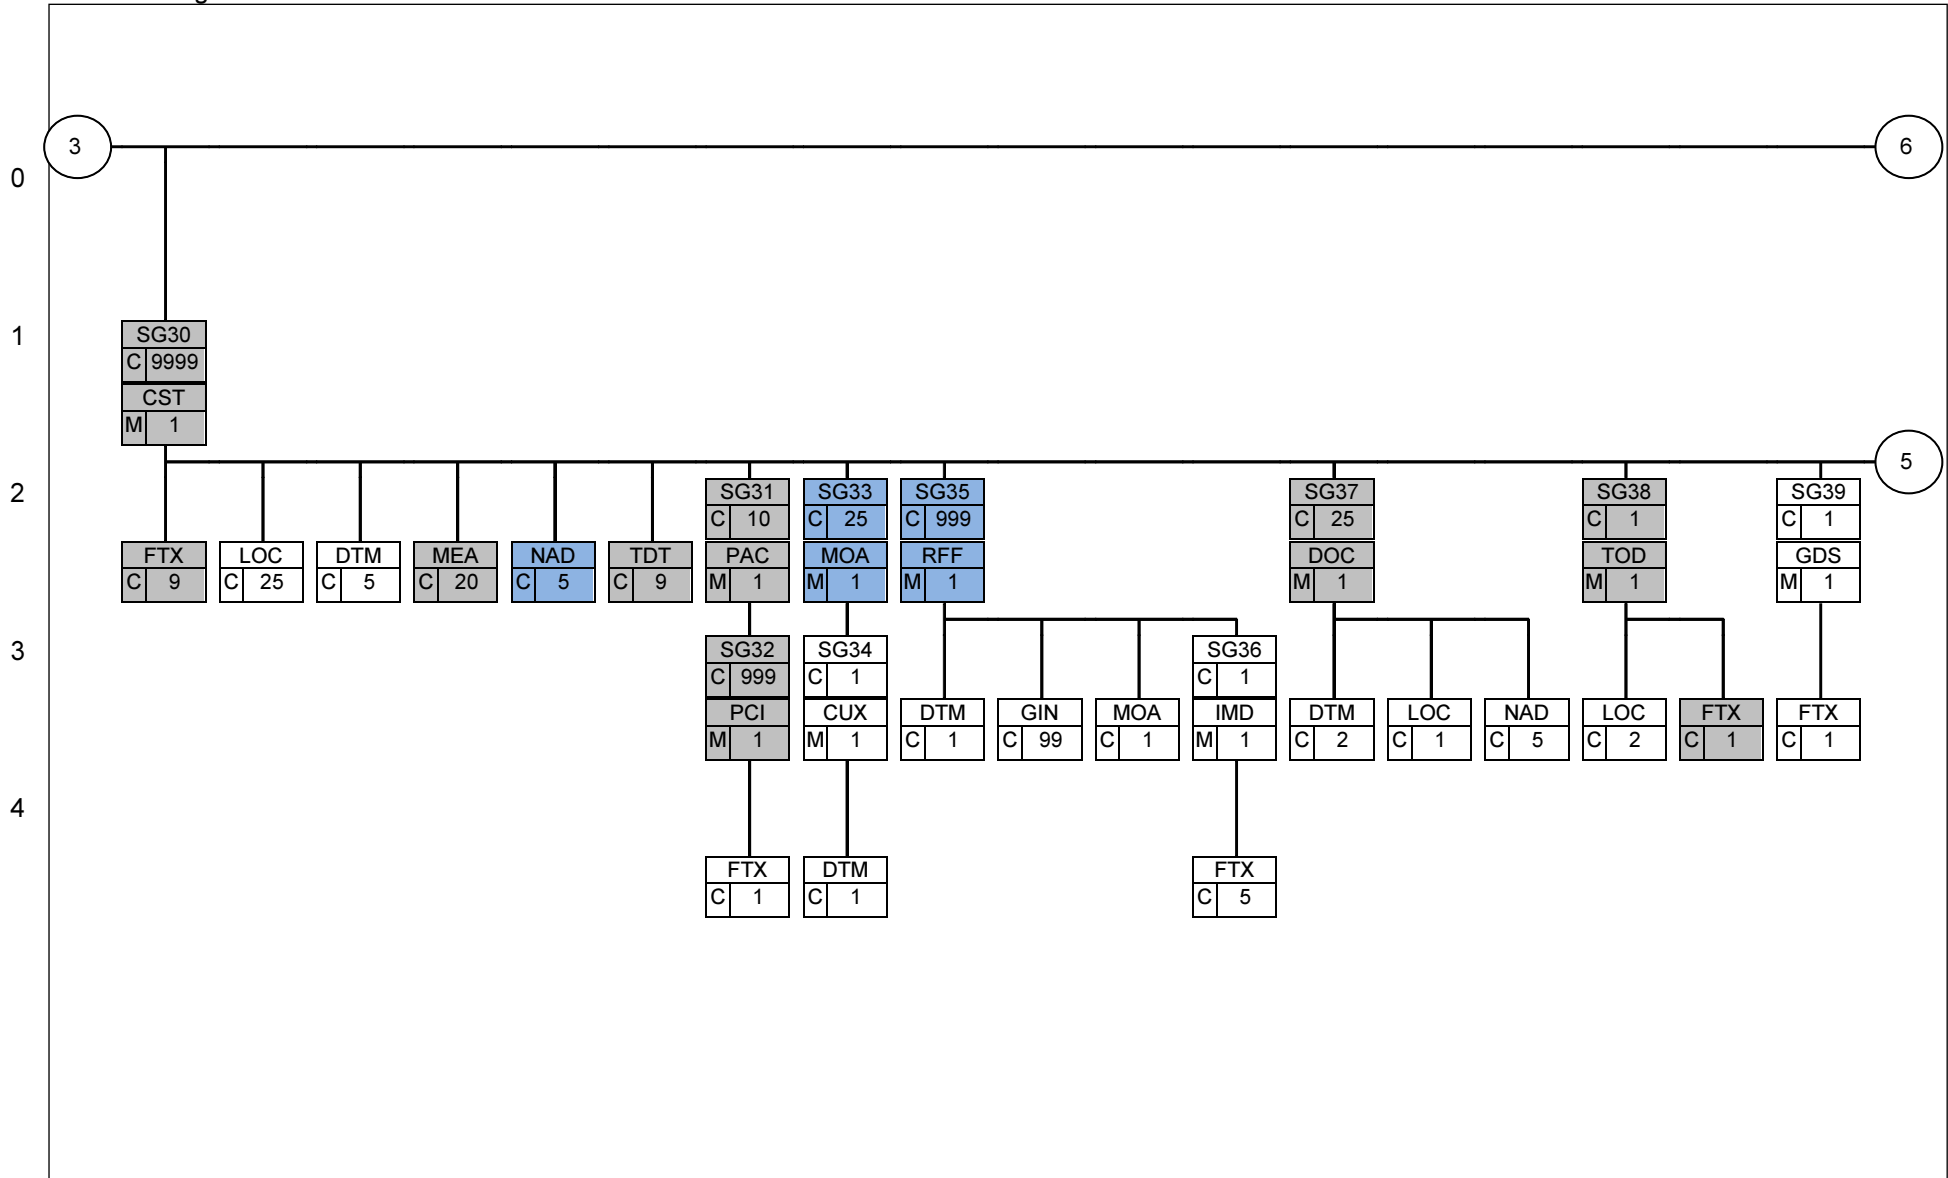 3
6
0
1
SG30
C 9999
CST
M 1
5
2
SG31 SG33 SG35 SG37 SG38 SG39
C 10 C 25 C 999 C 25 C 1 C 1
FTX LOC DTM MEA NAD TDT PAC MOA RFF DOC TOD GDS
C 9 C 25 C 5 C 20 C 5 C 9 M 1 M 1 M 1 M 1 M 1 M 1
3
SG32 SG34 SG36
C 999 C 1 C 1
PCI CUX DTM GIN MOA IMD DTM LOC NAD LOC FTX FTX
M 1 M 1 C 1 C 99 C 1 M 1 C 2 C 1 C 5 C 2 C 1 C 1
4
FTX DTM FTX
C 1 C 1 C 5